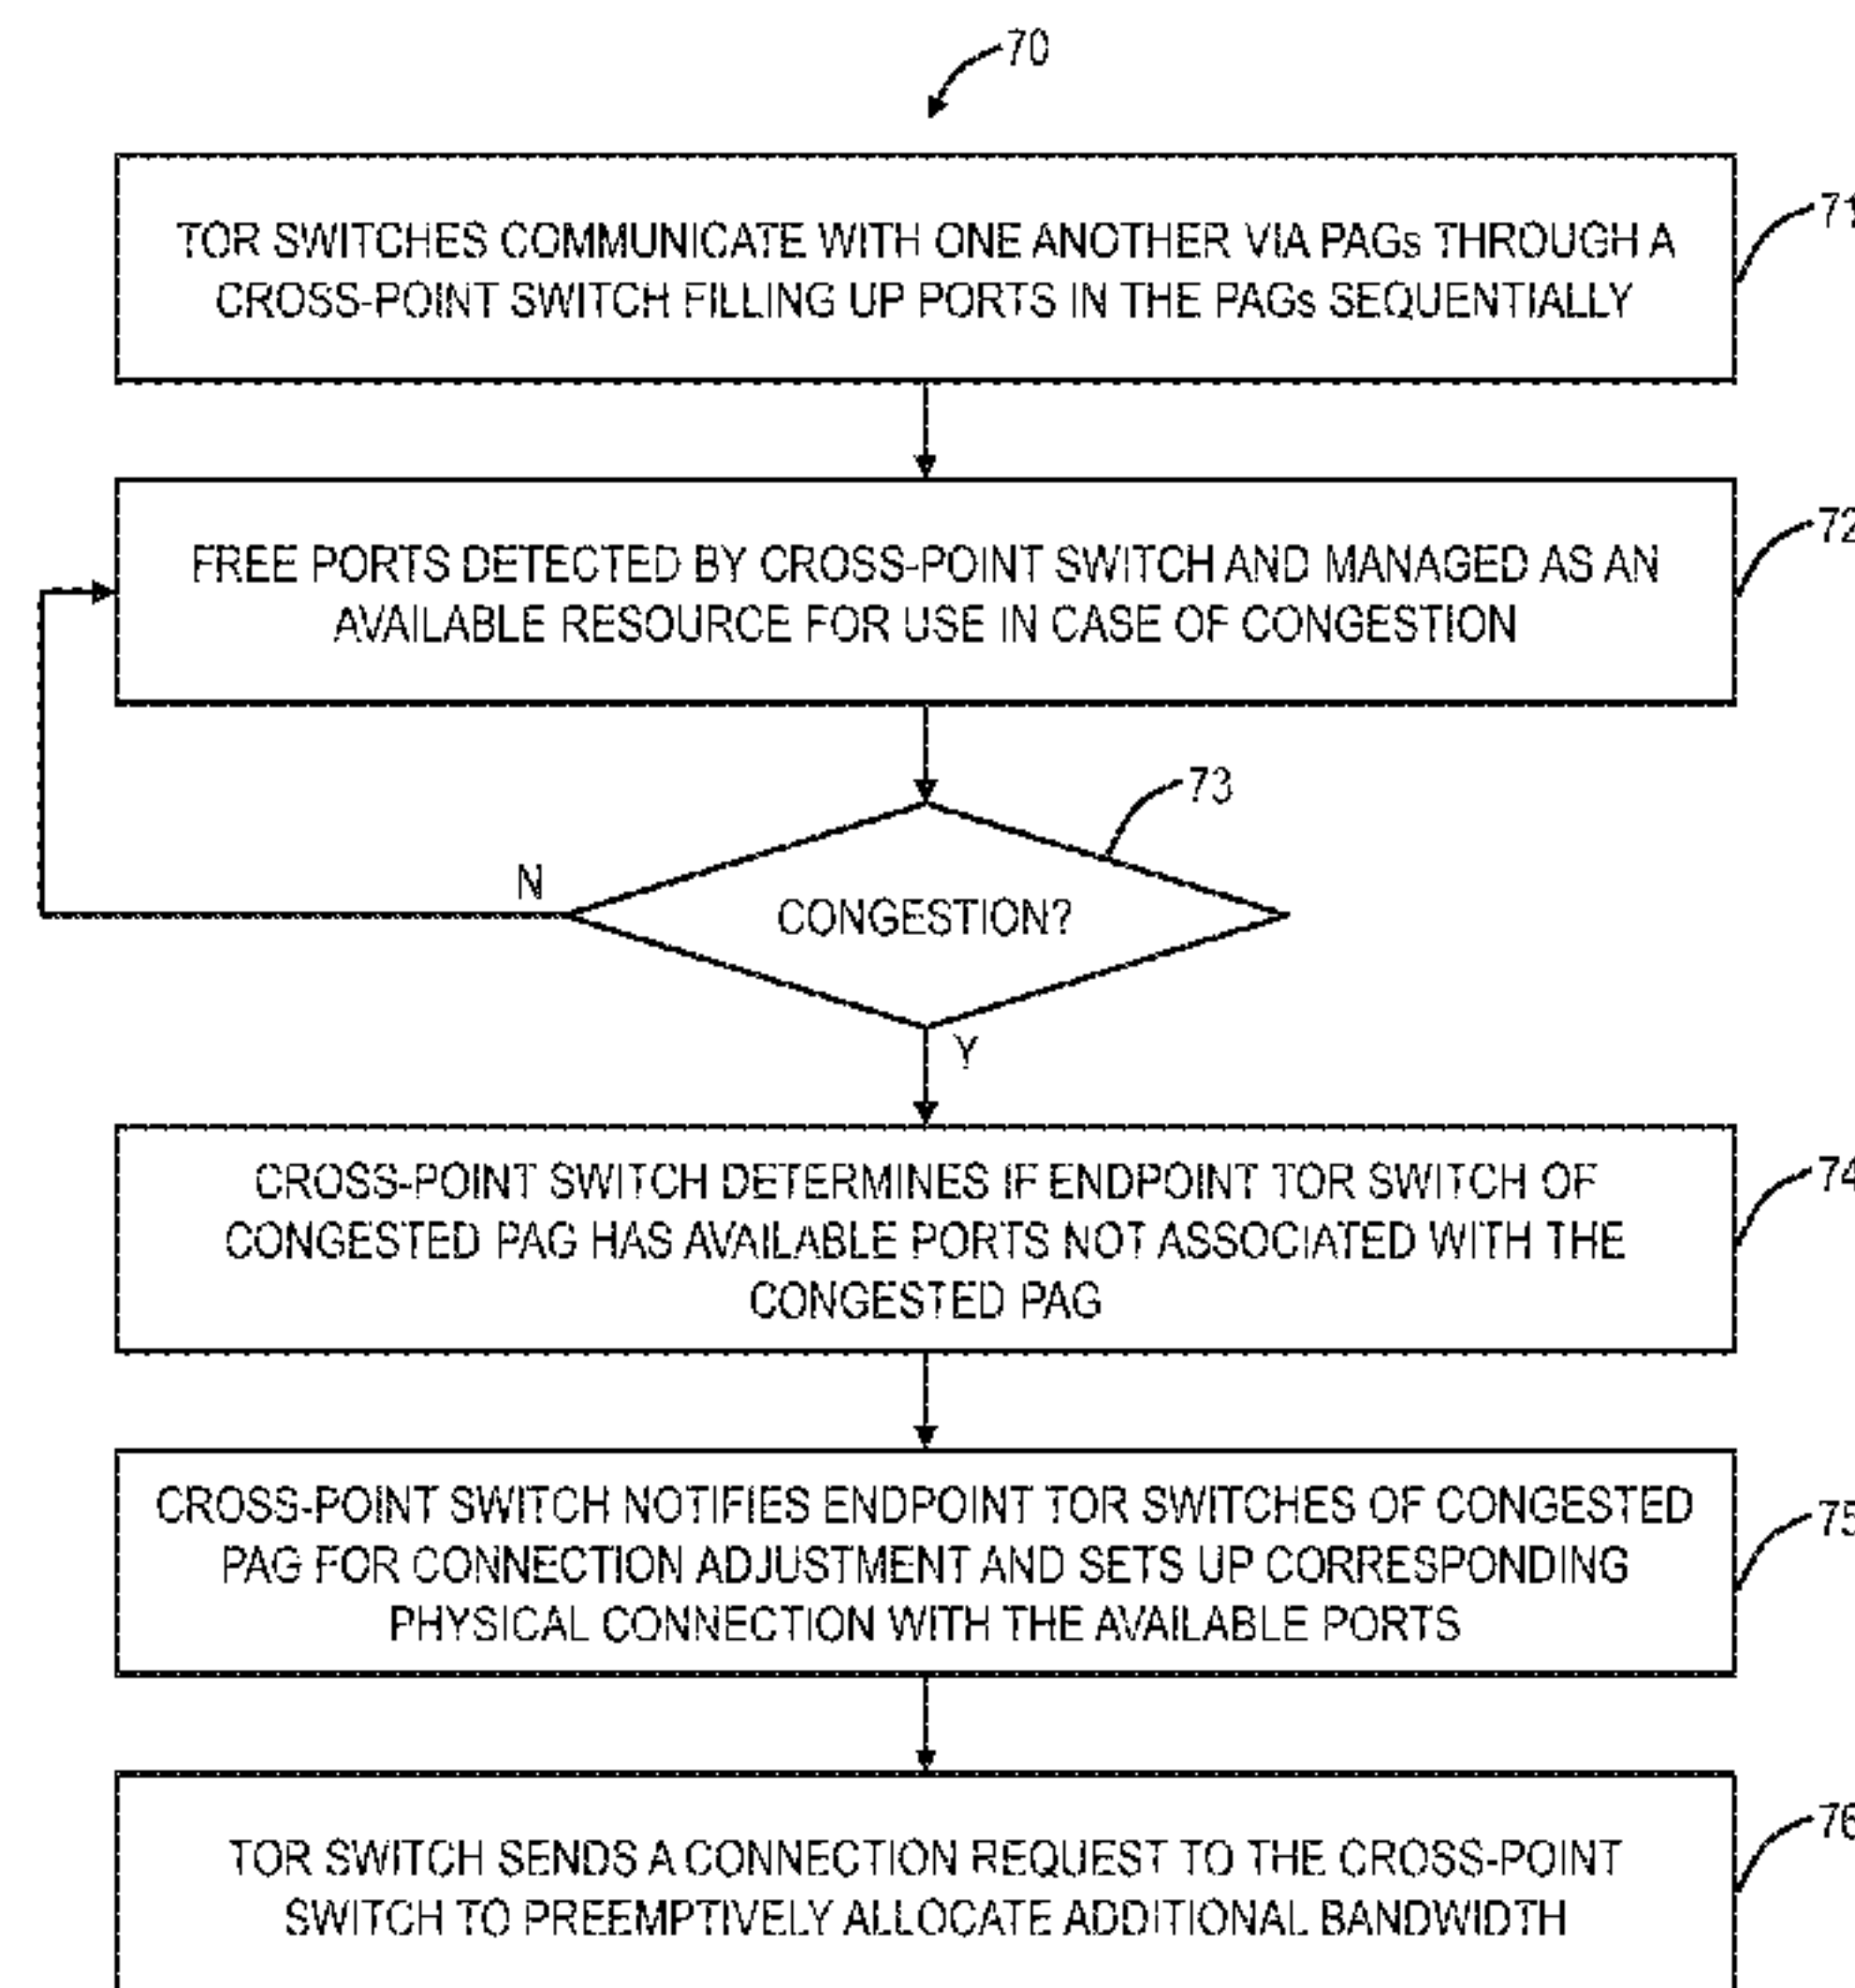 70
TOR SWITCHES COMMUNICATE WITH ONE ANOTHER VIA PAGs THROUGH A
CROSS-POINT SWITCH FILLING UP PORTS IN THE PAGs SEQUENTIALLY
71
FREE PORTS DETECTED BY CROSS-POINT SWITCH AND MANAGED AS AN
AVAILABLE RESOURCE FOR USE IN CASE OF CONGESTION
72
73
N
CONGESTION?
Y
CROSS-POINT SWITCH DETERMINES IF ENDPOINT TOR SWITCH OF
CONGESTED PAG HAS AVAILABLE PORTS NOT ASSOCIATED WITH THE
CONGESTED PAG
74
CROSS-POINT SWITCH NOTIFIES ENDPOINT TOR SWITCHES OF CONGESTED
PAG FOR CONNECTION ADJUSTMENT AND SETS UP CORRESPONDING
PHYSICAL CONNECTION WITH THE AVAILABLE PORTS
75
TOR SWITCH SENDS A CONNECTION REQUEST TO THE CROSS-POINT
SWITCH TO PREEMPTIVELY ALLOCATE ADDITIONAL BANDWIDTH
76